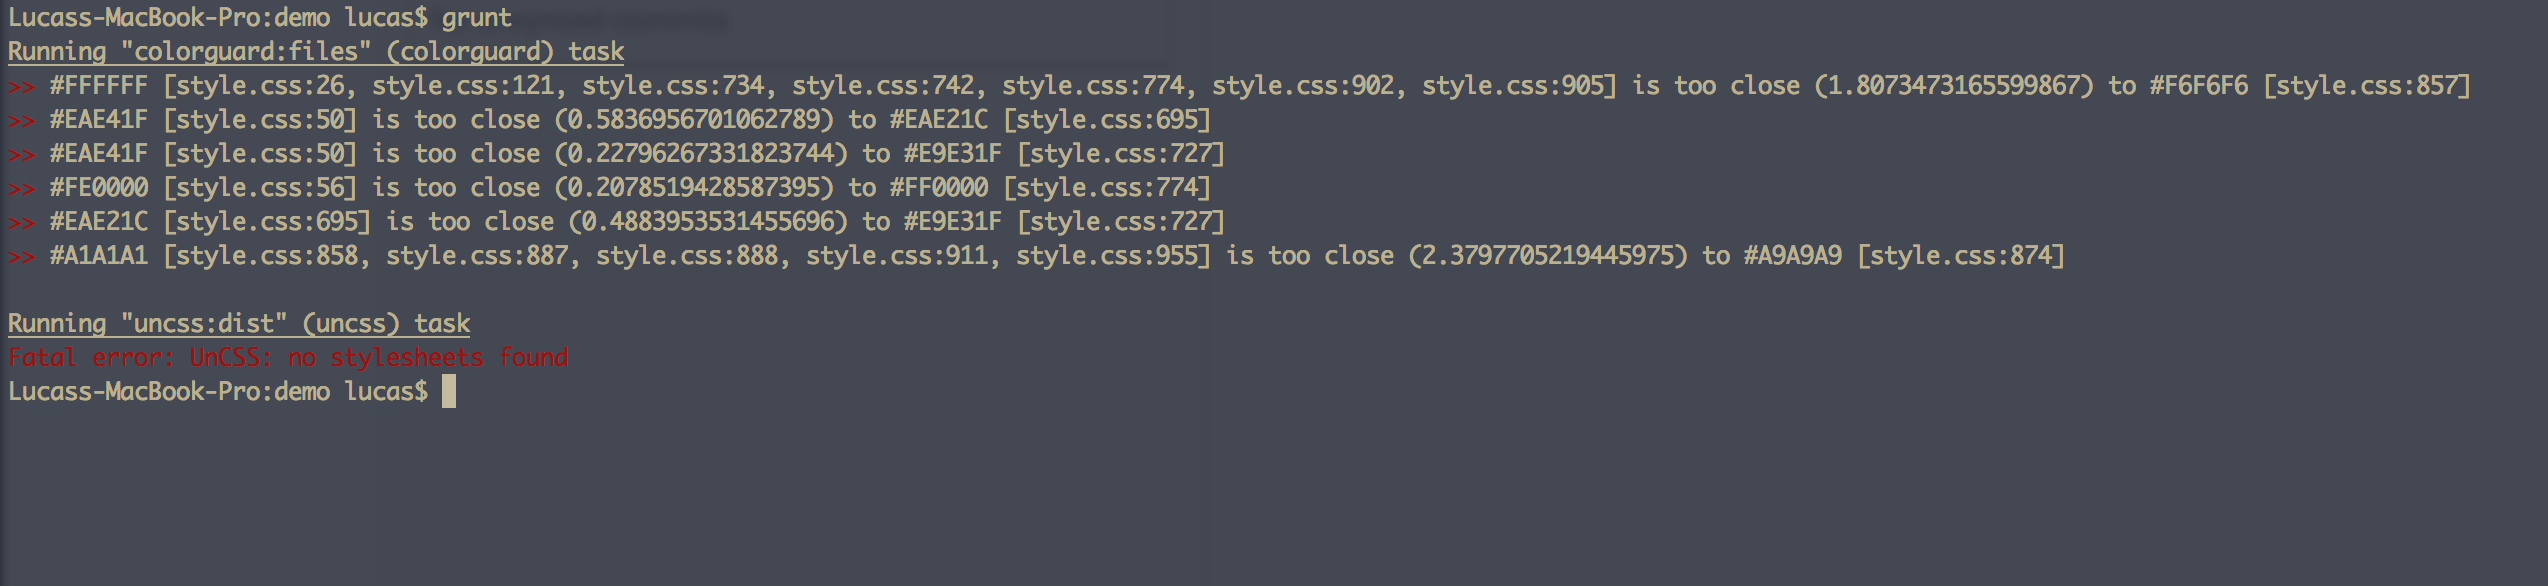 Lucass-MacBook-Pro:demo lucas$ grunt
Running "colorguard:files" (colorguard) task
>> #FFFFFF [style.css:26, style.css:121, style.css:734, style.css:742, style.css:774, style.css:902, style.css:905] is too close (1.8073473165599867) to #F6F6F6 [style.css:857]
>> #EAE41F [style.css:50] is too close (0.5836956701062789) to #EAE21C [style.css:695]
>> #EAE41F [style.css:50] is too close (0.22796267331823744) to #E9E31F [style.css:727]
>> #FE0000 [style.css:56] is too close (0.2078519428587395) to #FF0000 [style.css:774]
>> #EAE21C [style.css:695] is too close (0.4883953531455696) to #E9E31F [style.css:727]
>> #A1A1A1 [style.css:858, style.css:887, style.css:888, style.css:911, style.css:955] is too close (2.3797705219445975) to #A9A9A9 [style.css:874]
Running "uncss:dist" (uncss) task
Fatal error: UnCSS: no stylesheets found
Lucass-MacBook-Pro:demo lucas$